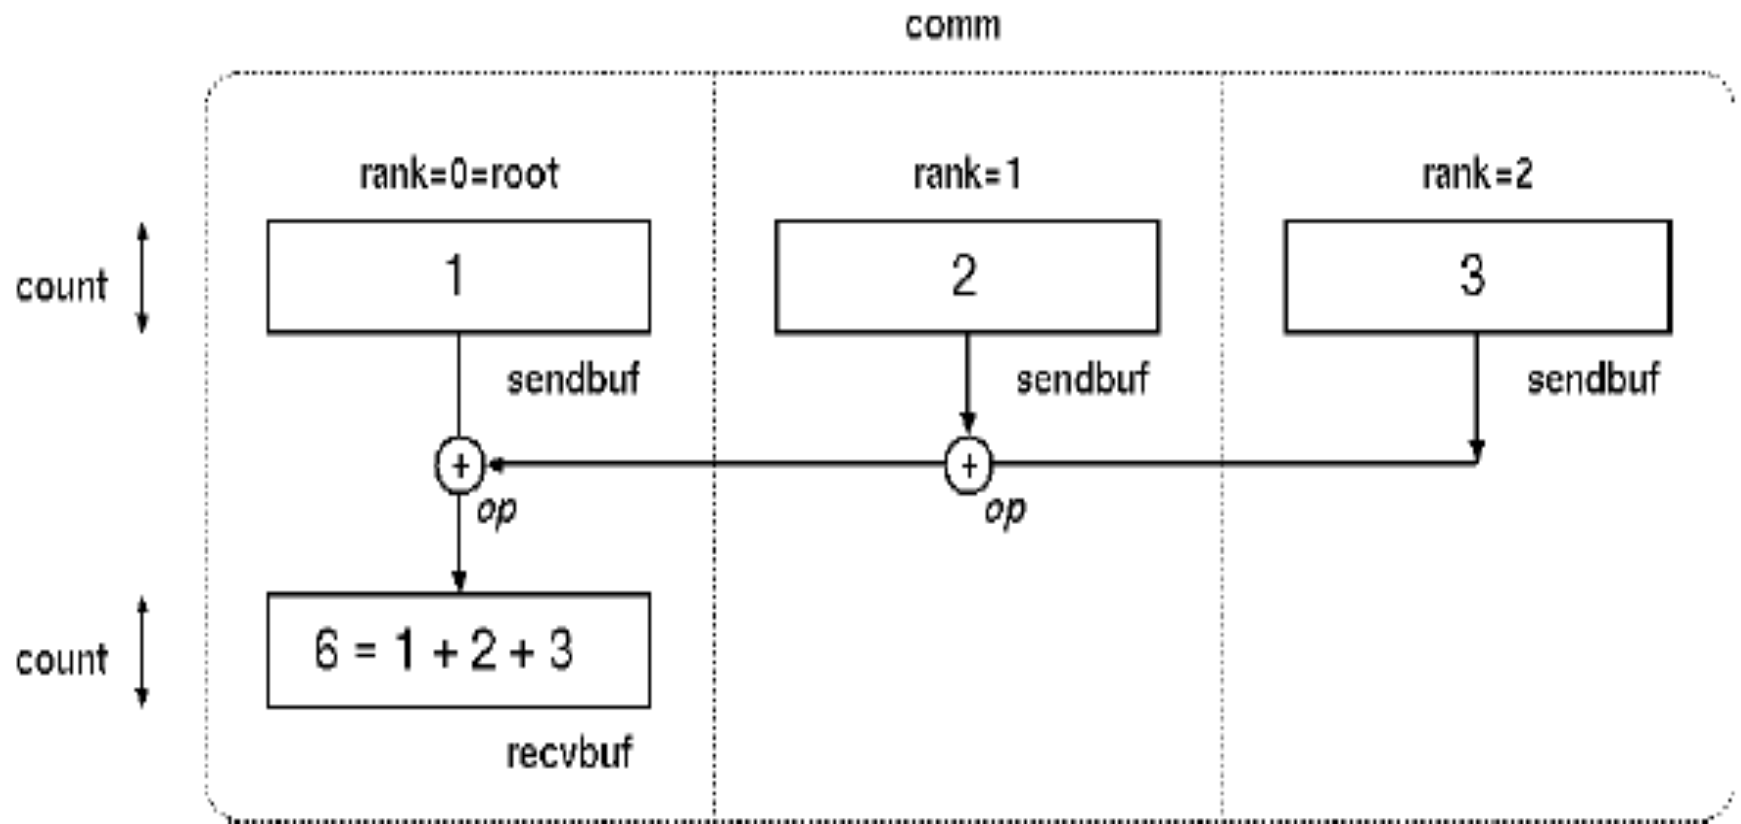 comm
rank=0=root rank=1 rank=2
count 1 2 3
sendbuf sendbuf sendbuf
+ +
op op
count 6 = 1 + 2 + 3
recvbuf